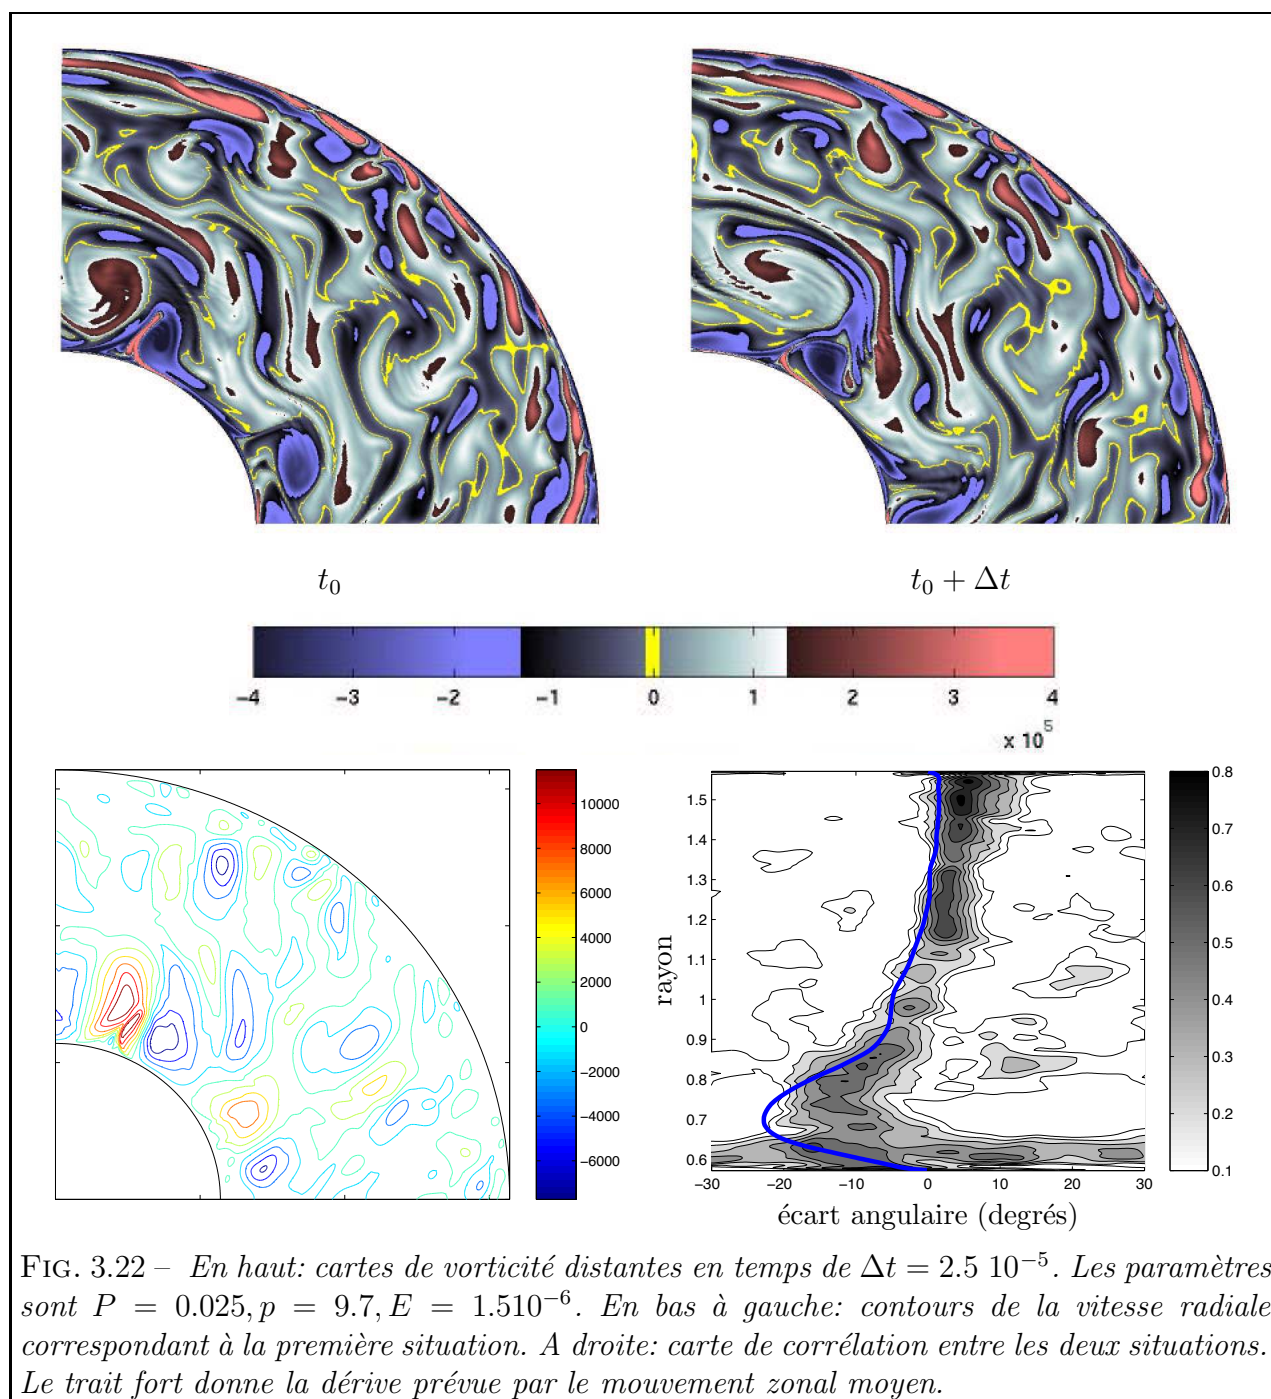 t₀
t₀ + Δt
−4 −3 −2 −1 0 1 2 3 4
x 10⁵
10000
8000
6000
4000
2000
0
−2000
−4000
−6000
1.5
1.4
1.3
1.2
1.1
1
0.9
0.8
0.7
0.6
rayon
−30 −20 −10 0 10 20 30
écart angulaire (degrés)
0.8
0.7
0.6
0.5
0.4
0.3
0.2
0.1
FIG. 3.22 – En haut: cartes de vorticité distantes en temps de Δt = 2.5 10⁻⁵. Les paramètres
sont P = 0.025, p = 9.7, E = 1.510⁻⁶. En bas à gauche: contours de la vitesse radiale
correspondant à la première situation. A droite: carte de corrélation entre les deux situations.
Le trait fort donne la dérive prévue par le mouvement zonal moyen.